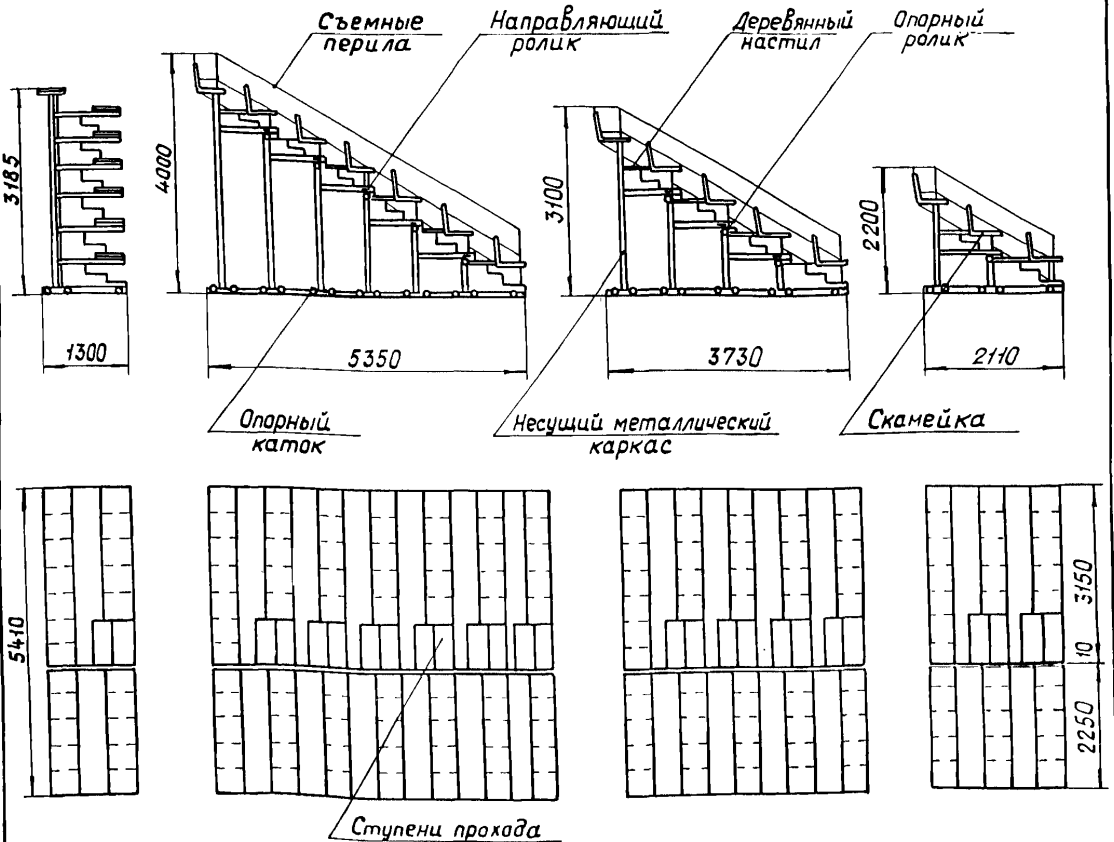 Съемные
перила
Направляющий
ролик
Деревянный
настил
Опорный
ролик
3185
4000
3100
2200
1300
5350
3730
2110
Опорный
каток
Несущий металлический
каркас
Скамейка
5410
3150
10
2250
Ступени прохода